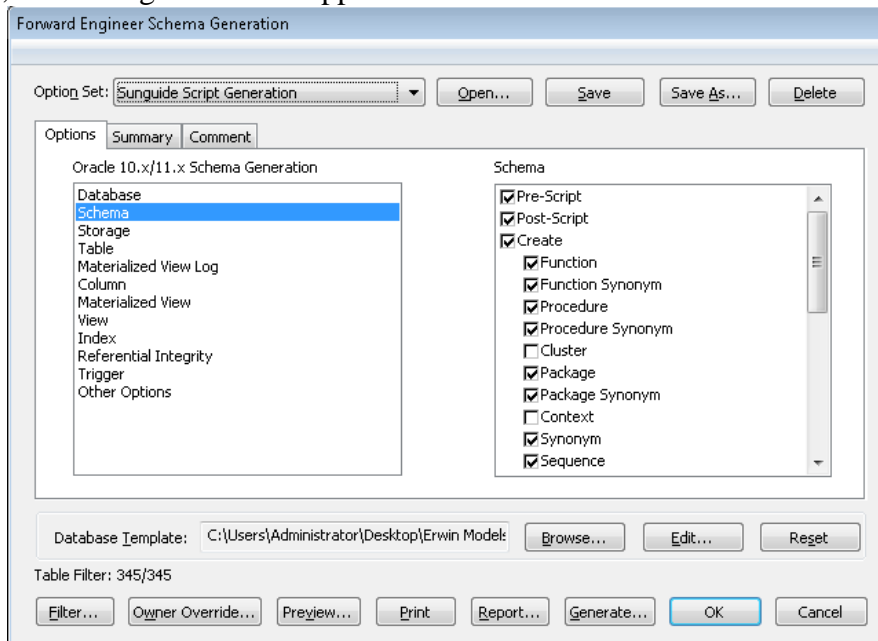 Forward Engineer Schema Generation
Option Set: Sunguide Script Generation Open... Save Save As... Delete
Options Summary Comment
Oracle 10.x/11.x Schema Generation
Database
Schema
Storage
Table
Materialized View Log
Column
Materialized View
View
Index
Referential Integrity
Trigger
Other Options
Schema
Pre-Script
Post-Script
Create
Function
Function Synonym
Procedure
Procedure Synonym
Cluster
Package
Package Synonym
Context
Synonym
Sequence
Database Template: C:\Users\Administrator\Desktop\Erwin Models Browse... Edit... Reset
Table Filter: 345/345
Filter... Owner Override... Preview... Print Report... Generate... OK Cancel